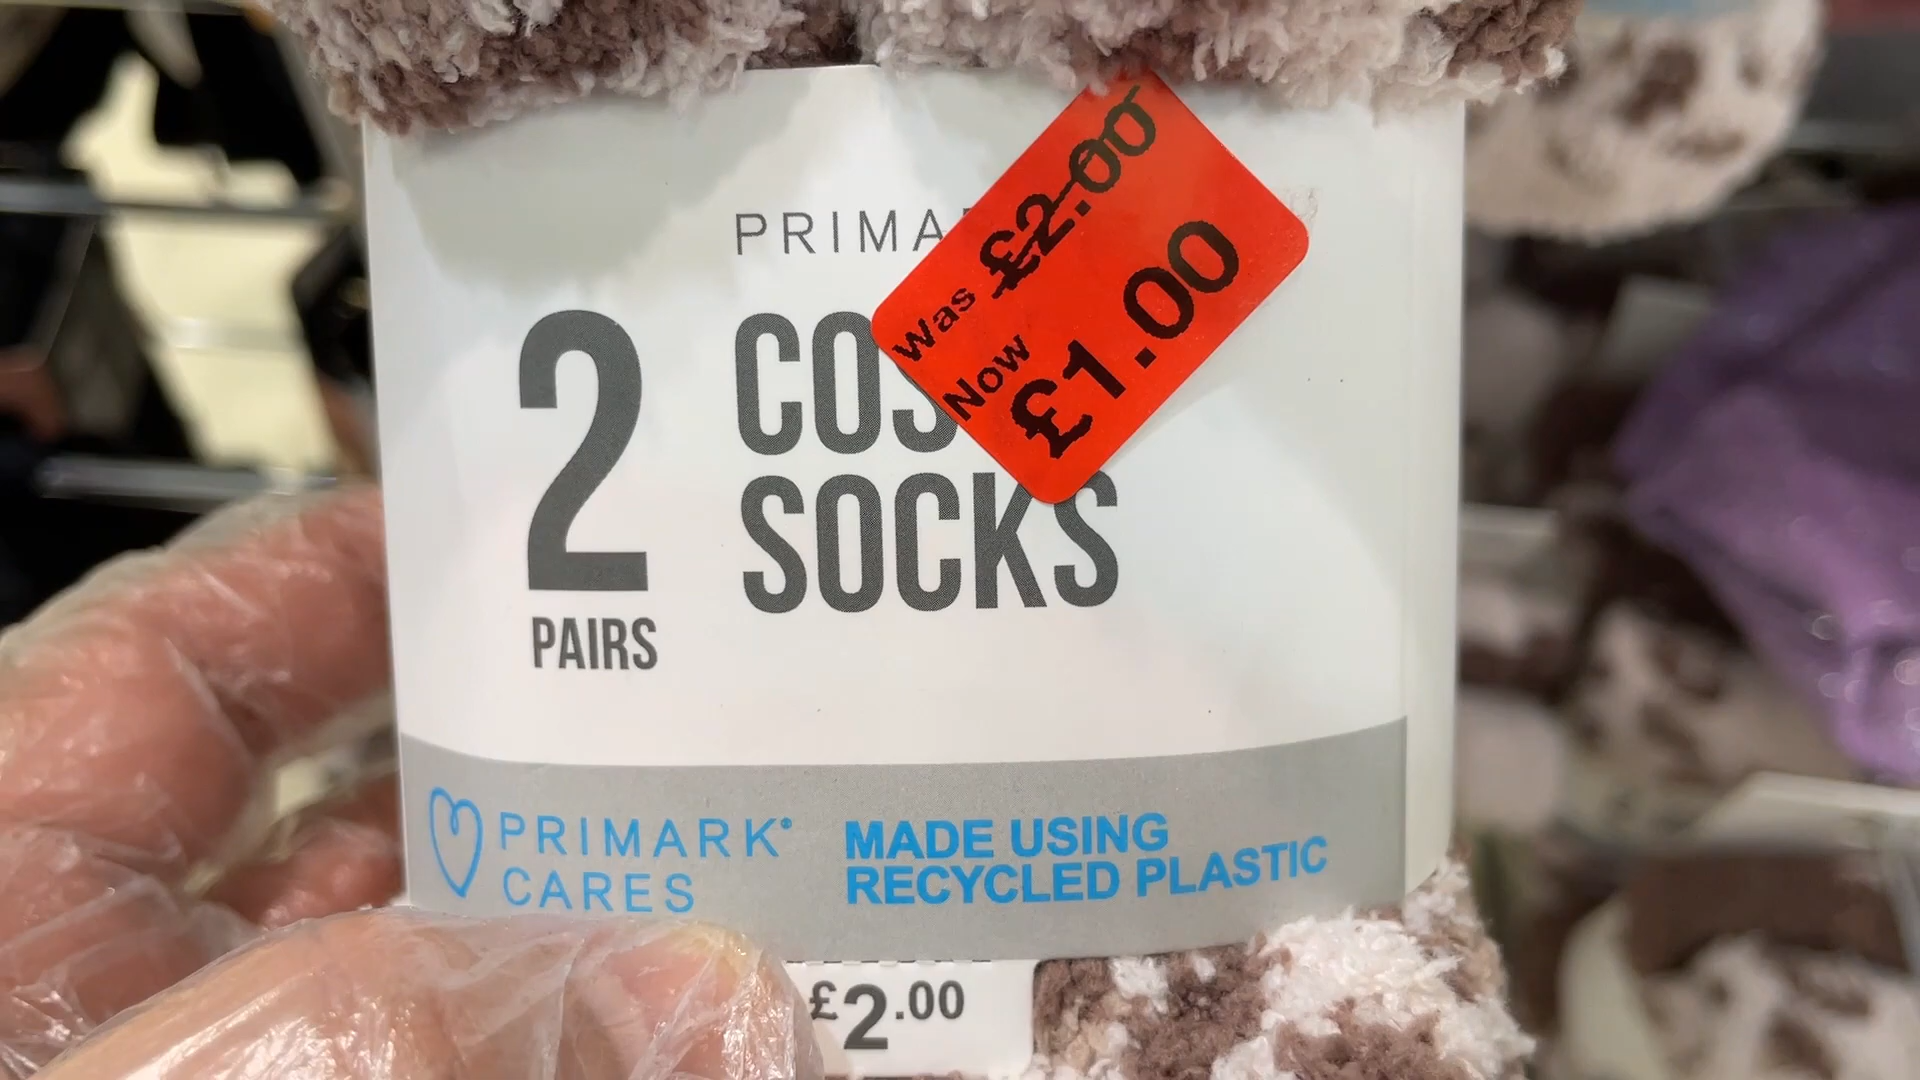 PRIMA
Was £2.00
Now £1.00
2
PAIRS
COS
SOCKS
PRIMARK®
CARES
MADE USING
RECYCLED PLASTIC
£2.00